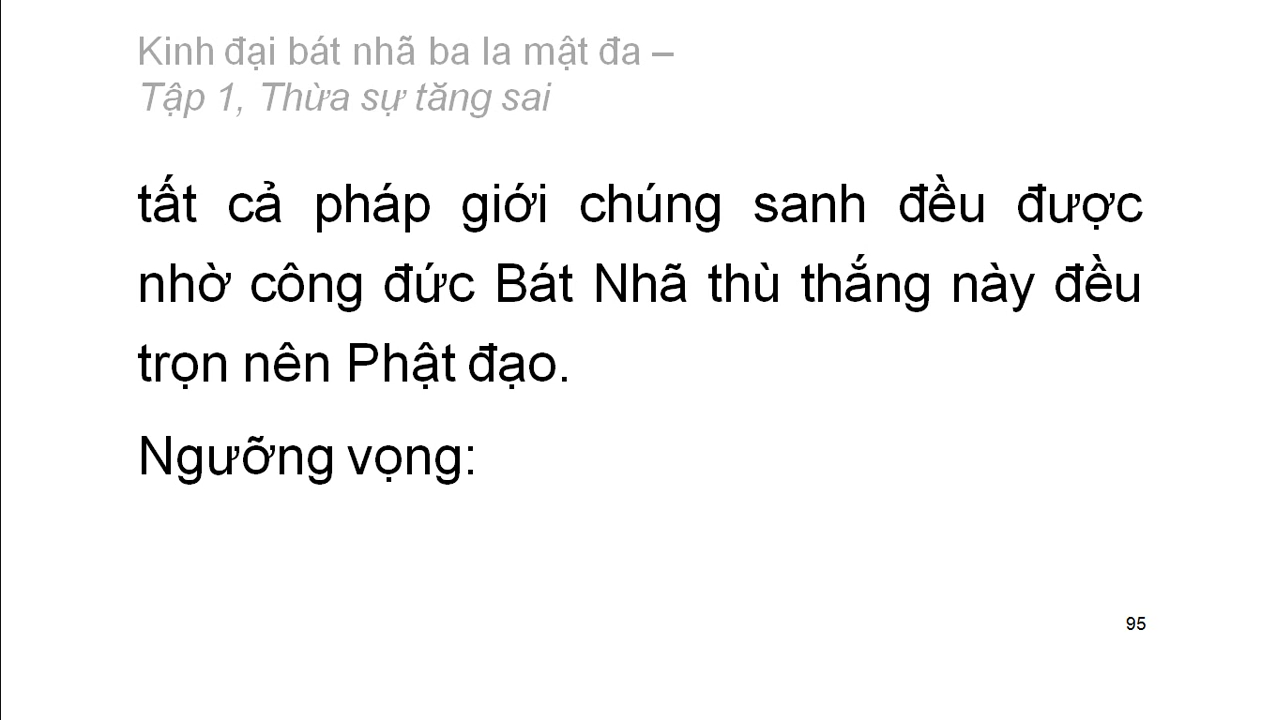 Kinh đại bát nhã ba la mật đa –
Tập 1, Thừa sự tăng sai
tất cả pháp giới chúng sanh đều được
nhờ công đức Bát Nhã thù thắng này đều
trọn nên Phật đạo.
Ngưỡng vọng:
95